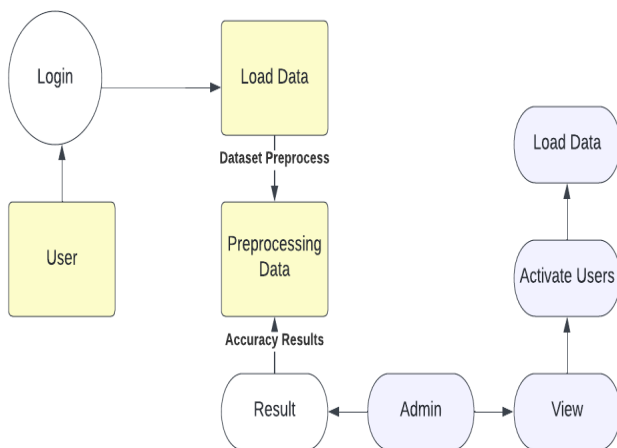 Login
Load Data
Dataset Preprocess
Load Data
User
Preprocessing
Data
Activate Users
Accuracy Results
Result
Admin
View